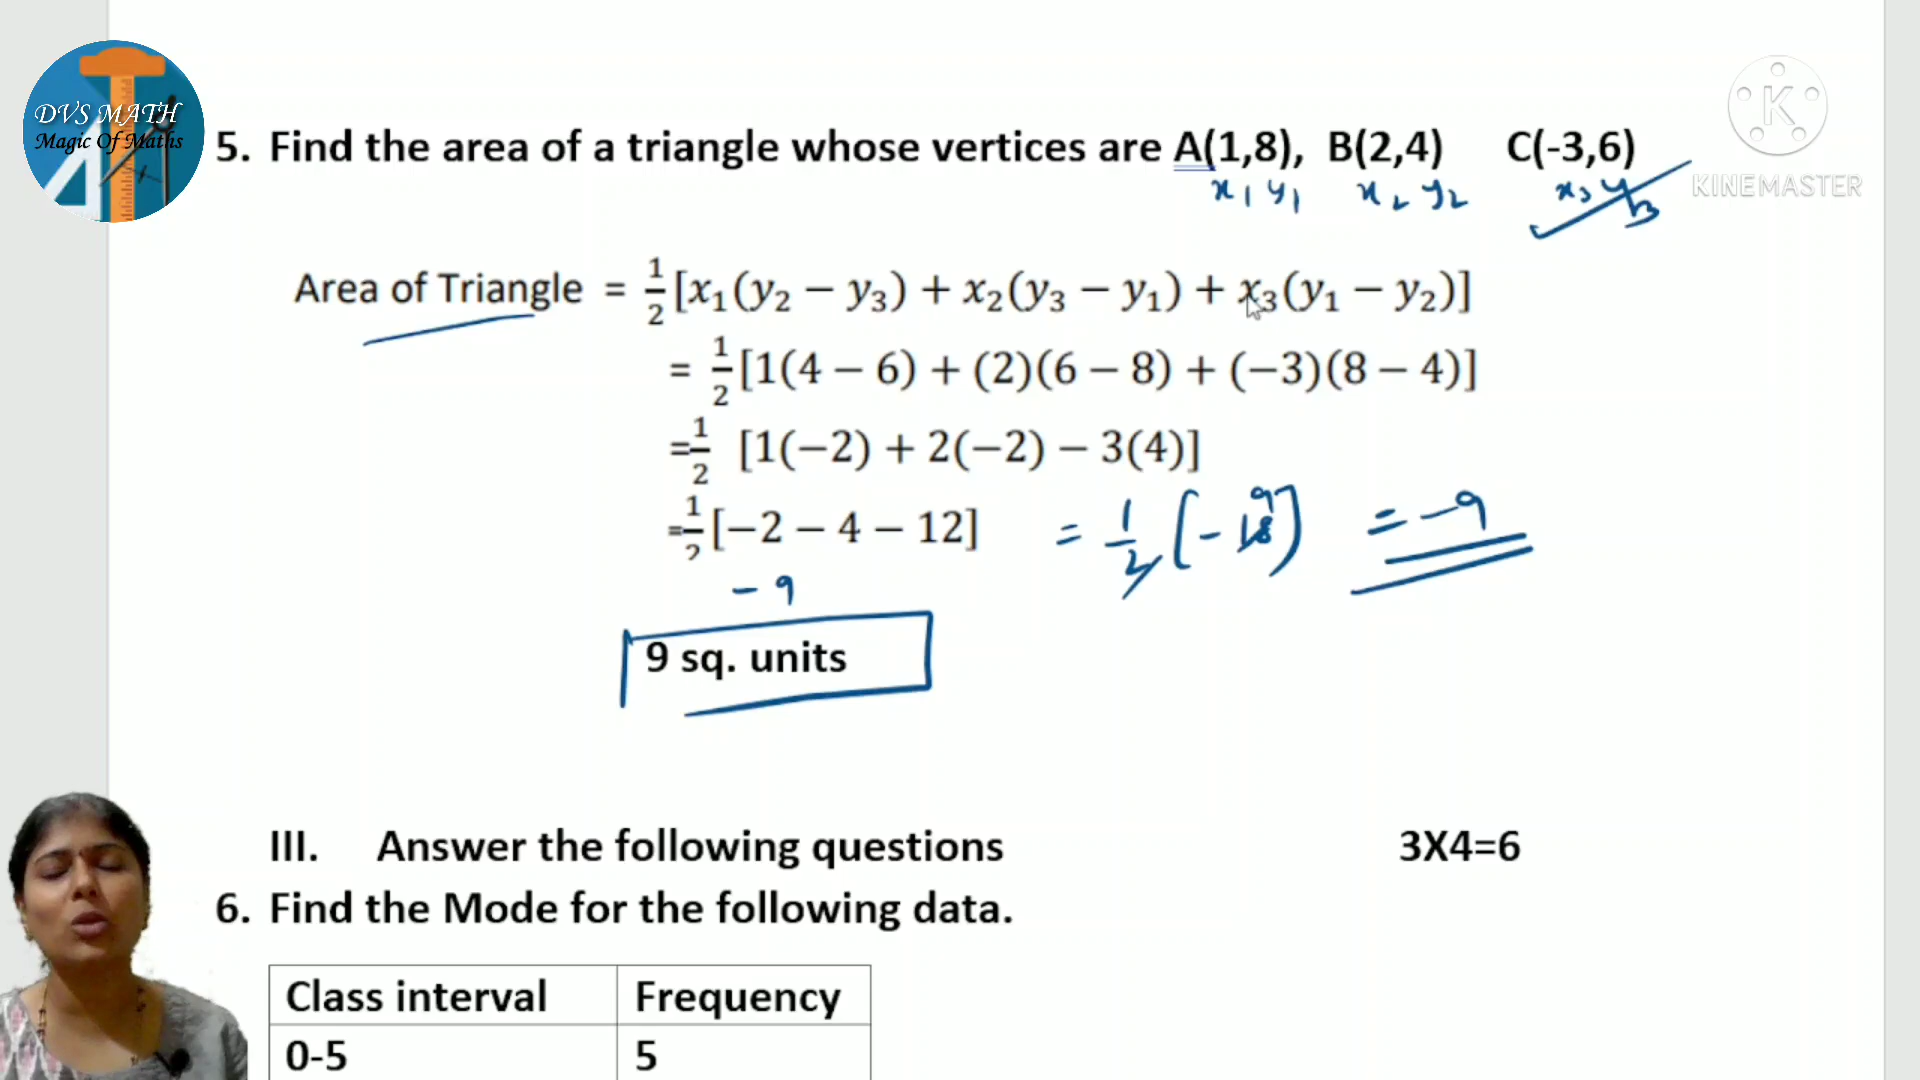 DVS MATH
Magic Of Maths
K
KINEMASTER
5. Find the area of a triangle whose vertices are A(1,8), B(2,4) C(-3,6)
x₁ y₁ x₂ y₂ x₃ y₃
Area of Triangle = 1/2[x₁(y₂ − y₃) + x₂(y₃ − y₁) + x₃(y₁ − y₂)]
= 1/2[1(4 − 6) + (2)(6 − 8) + (−3)(8 − 4)]
=1/2 [1(−2) + 2(−2) − 3(4)]
=1/2[−2 − 4 − 12] = 1/2 [-18] 9 = -9
-9
9 sq. units
III. Answer the following questions 3X4=6
6. Find the Mode for the following data.
Class interval Frequency
0-5 5